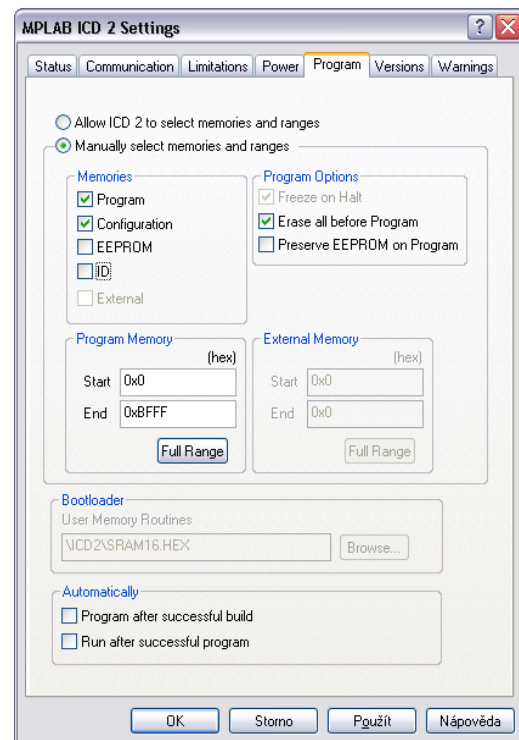 MPLAB ICD 2 Settings
Status Communication Limitations Power Program Versions Warnings
Allow ICD 2 to select memories and ranges
Manually select memories and ranges
Memories
Program
Configuration
EEPROM
ID
External
Program Options
Freeze on Halt
Erase all before Program
Preserve EEPROM on Program
Program Memory
(hex)
Start 0x0
End 0xBFFF
Full Range
External Memory
(hex)
Start 0x0
End 0x0
Full Range
Bootloader
User Memory Routines
\ICD2\SRAM16.HEX Browse...
Automatically
Program after successful build
Run after successful program
OK Storno Použít Nápověda